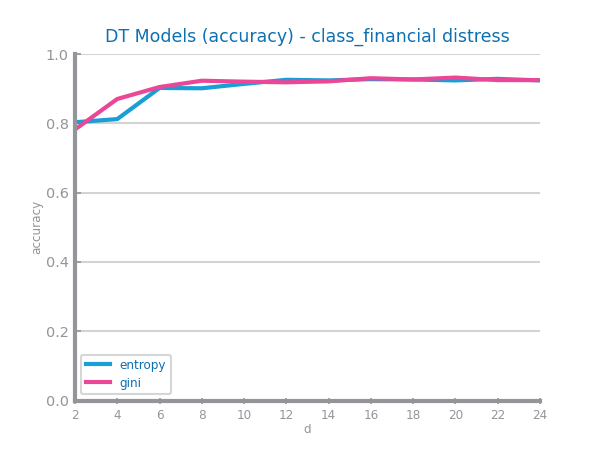 DT Models (accuracy) - class_financial distress
1.0
0.8
0.6
0.4
0.2
0.0
accuracy
entropy
gini
2 4 6 8 10 12 14 16 18 20 22 24
d